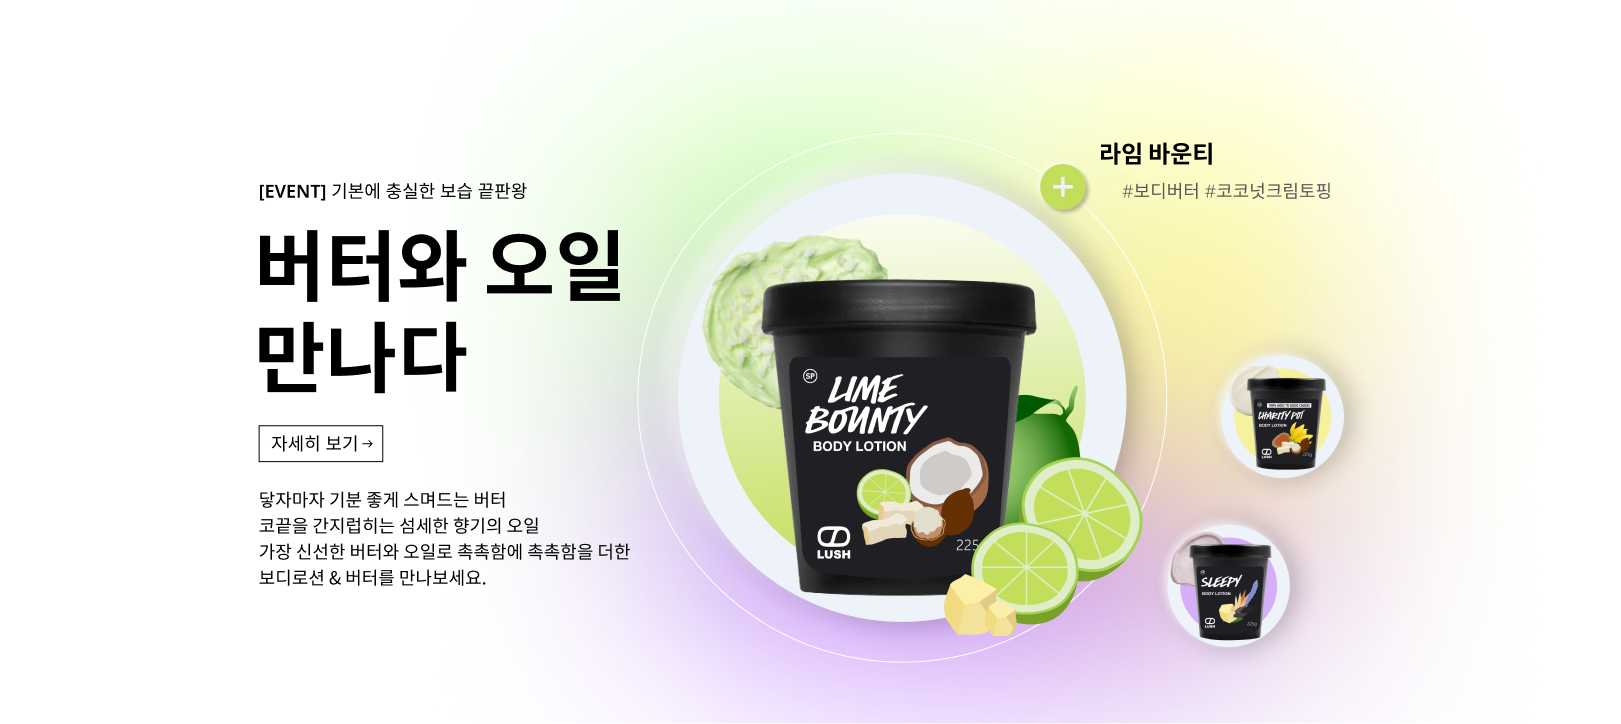 [EVENT] 기본에 충실한 보습 끝판왕
버터와 오일
만나다
자세히 보기→
닿자마자 기분 좋게 스며드는 버터
코끝을 간지럽히는 섬세한 향기의 오일
가장 신선한 버터와 오일로 촉촉함에 촉촉함을 더한
보디로션 & 버터를 만나보세요.
라임 바운티
#보디버터 #코코넛크림토핑
SP
LIME
BOUNTY
BODY LOTION
LUSH
225
CHARITY POT
BODY LOTION
LUSH
225g
SLEEPY
BODY LOTION
LUSH
225g